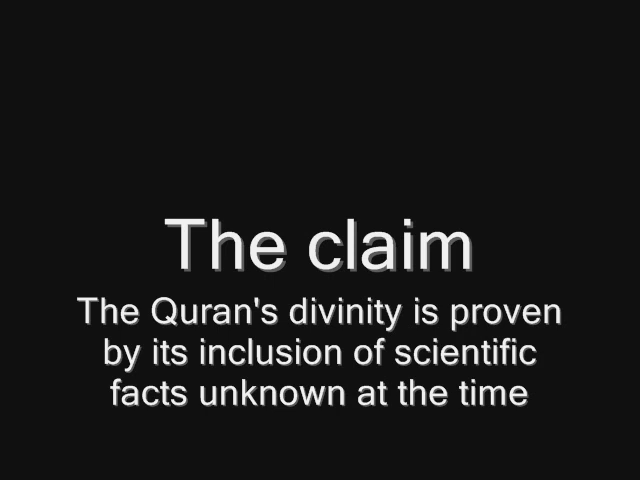 The claim
The Quran's divinity is proven
by its inclusion of scientific
facts unknown at the time